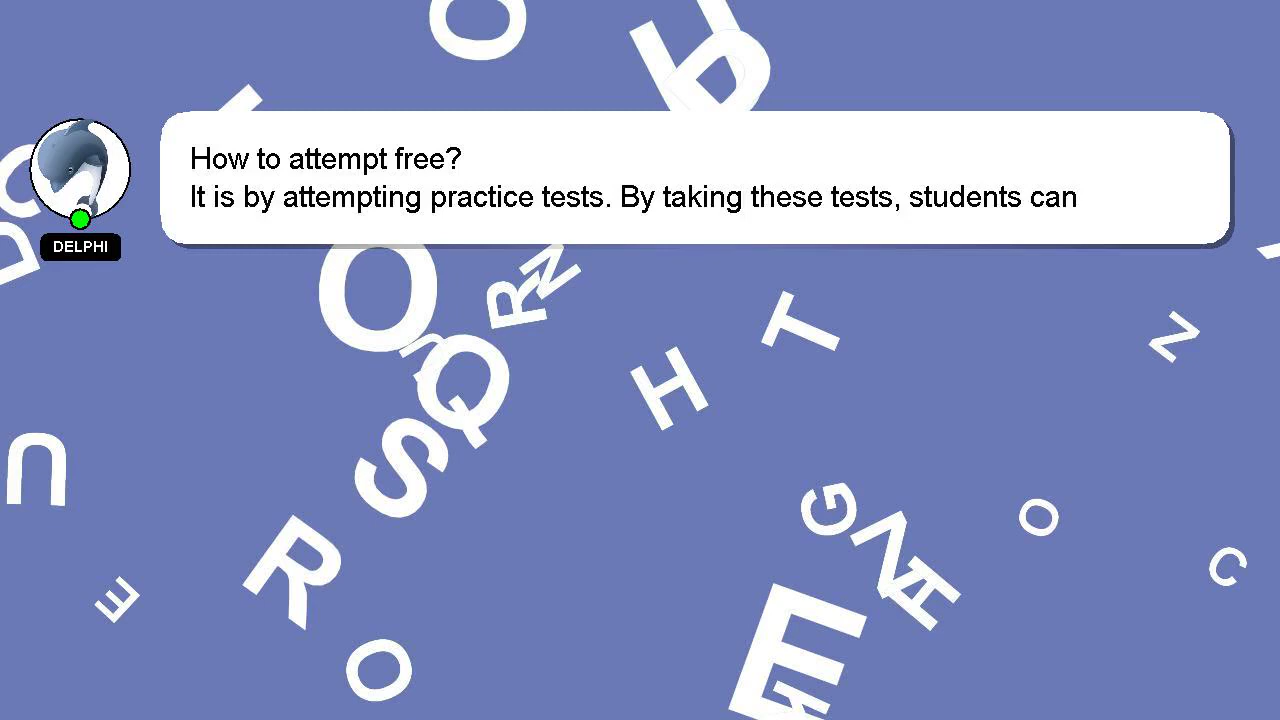 How to attempt free?
It is by attempting practice tests. By taking these tests, students can
DELPHI
O
H
D
T
D
O
O
N
R
Q
S
H
T
N
U
R
E
O
G
V
H
O
C
E